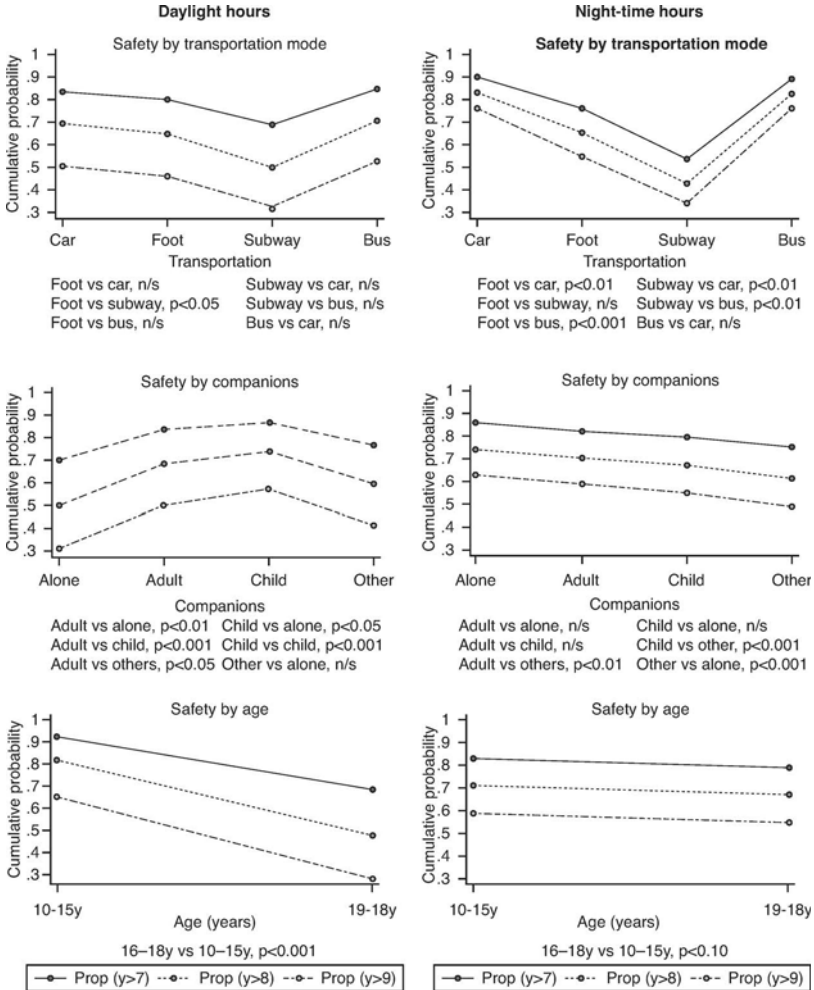 Daylight hours
Night-time hours
Safety by transportation mode
Cumulative probability
1
.9
.8
.7
.6
.5
.4
.3
Car Foot Subway Bus
Transportation
Foot vs car, n/s Subway vs car, n/s
Foot vs subway, p<0.05 Subway vs bus, n/s
Foot vs bus, n/s Bus vs car, n/s
Safety by transportation mode
Cumulative probability
1
.9
.8
.7
.6
.5
.4
.3
Car Foot Subway Bus
Transportation
Foot vs car, p<0.01 Subway vs car, p<0.01
Foot vs subway, n/s Subway vs bus, p<0.01
Foot vs bus, p<0.001 Bus vs car, n/s
Safety by companions
Cumulative probability
1
.9
.8
.7
.6
.5
.4
.3
Alone Adult Child Other
Companions
Adult vs alone, p<0.01 Child vs alone, p<0.05
Adult vs child, p<0.001 Child vs child, p<0.001
Adult vs others, p<0.05 Other vs alone, n/s
Safety by companions
Cumulative probability
1
.9
.8
.7
.6
.5
.4
.3
Alone Adult Child Other
Companions
Adult vs alone, n/s Child vs alone, n/s
Adult vs child, n/s Child vs other, p<0.001
Adult vs others, p<0.01 Other vs alone, p<0.001
Safety by age
Cumulative probability
1
.9
.8
.7
.6
.5
.4
.3
10-15y 19-18y
Age (years)
16–18y vs 10–15y, p<0.001
Prop (y>7) Prop (y>8) Prop (y>9)
Safety by age
Cumulative probability
1
.9
.8
.7
.6
.5
.4
.3
10-15y 19-18y
Age (years)
16–18y vs 10–15y, p<0.10
Prop (y>7) Prop (y>8) Prop (y>9)